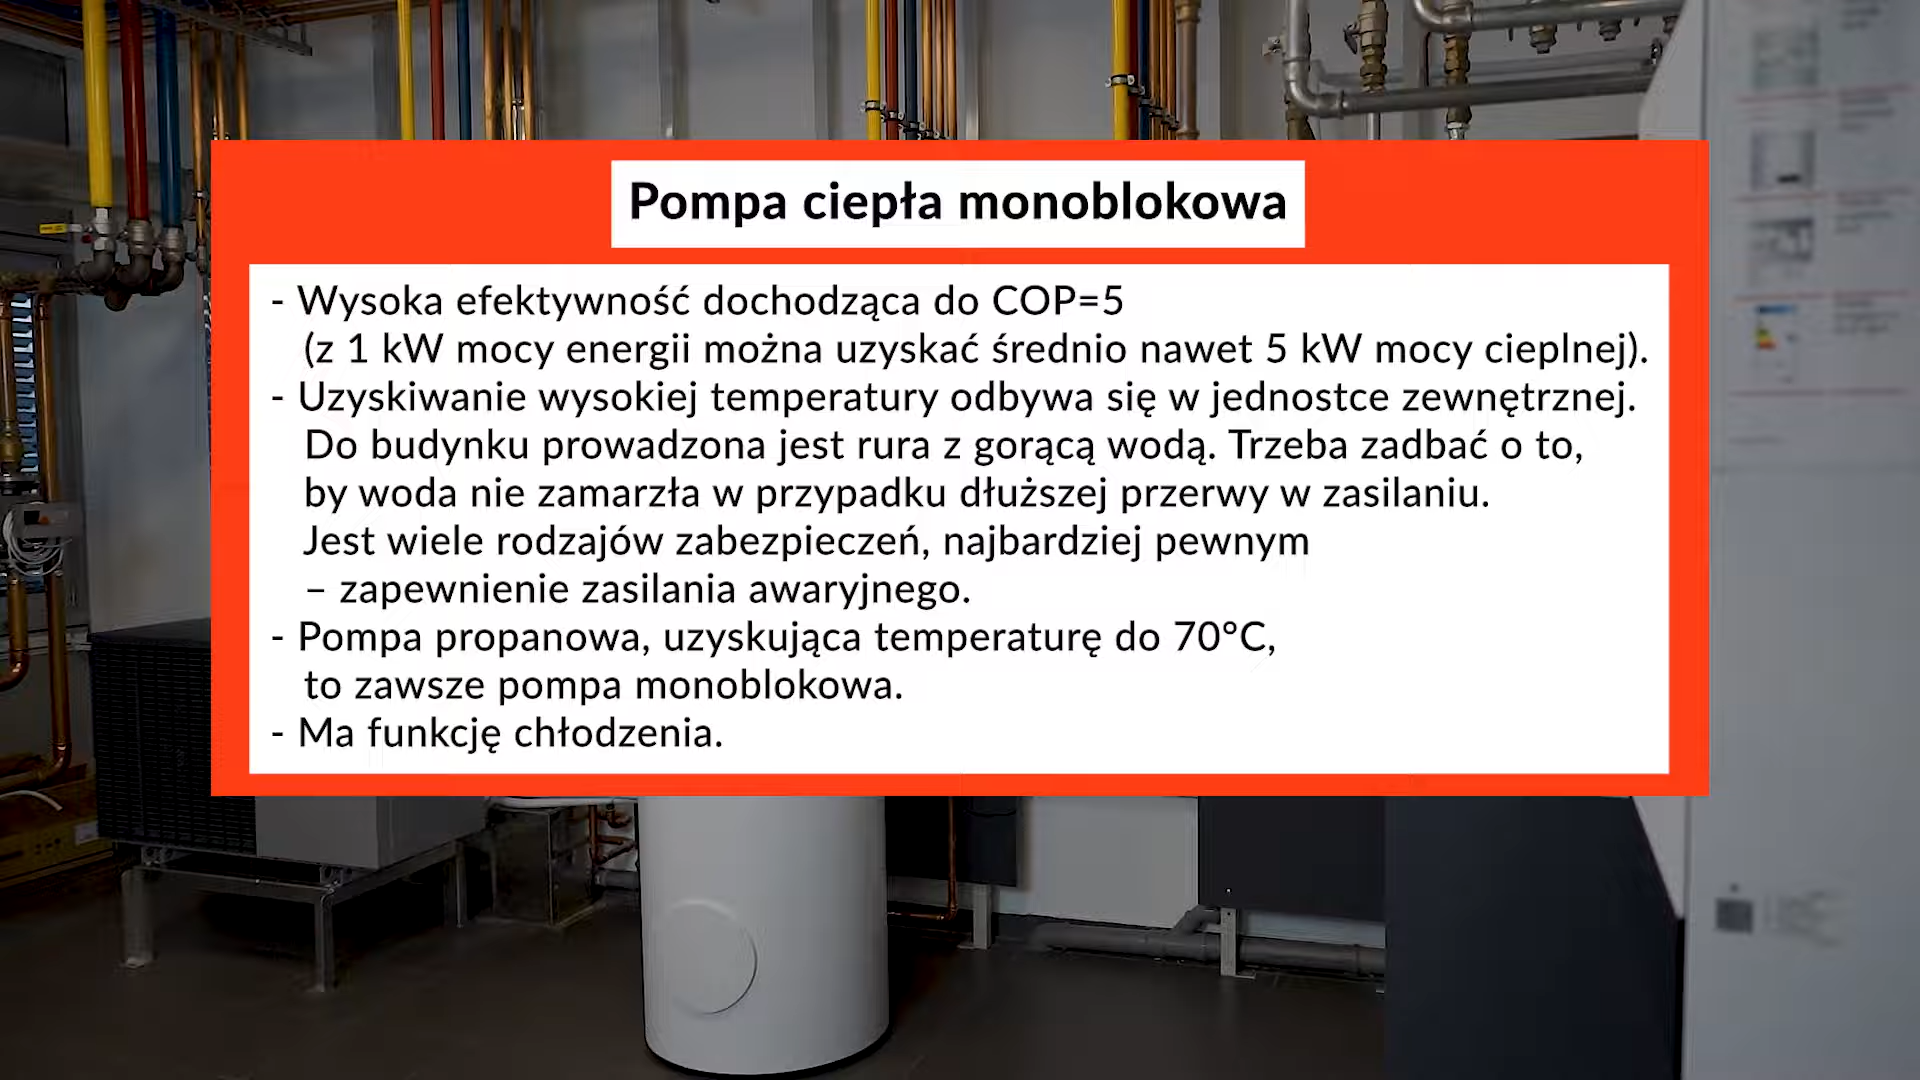 Pompa ciepła monoblokowa
- Wysoka efektywność dochodząca do COP=5
(z 1 kW mocy energii można uzyskać średnio nawet 5 kW mocy cieplnej).
- Uzyskiwanie wysokiej temperatury odbywa się w jednostce zewnętrznej.
Do budynku prowadzona jest rura z gorącą wodą. Trzeba zadbać o to,
by woda nie zamarzła w przypadku dłuższej przerwy w zasilaniu.
Jest wiele rodzajów zabezpieczeń, najbardziej pewnym
– zapewnienie zasilania awaryjnego.
- Pompa propanowa, uzyskująca temperaturę do 70°C,
to zawsze pompa monoblokowa.
- Ma funkcję chłodzenia.